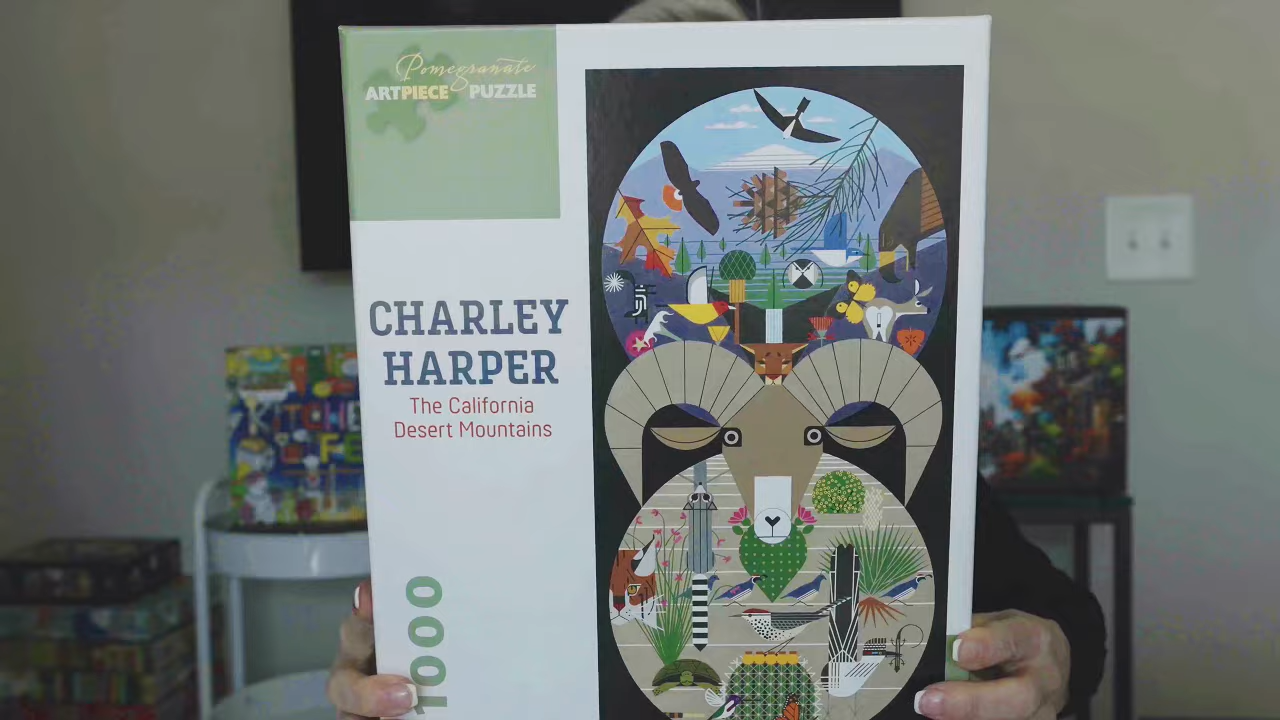 Pomegranate
ARTPIECE PUZZLE
CHARLEY
HARPER
The California
Desert Mountains
1000